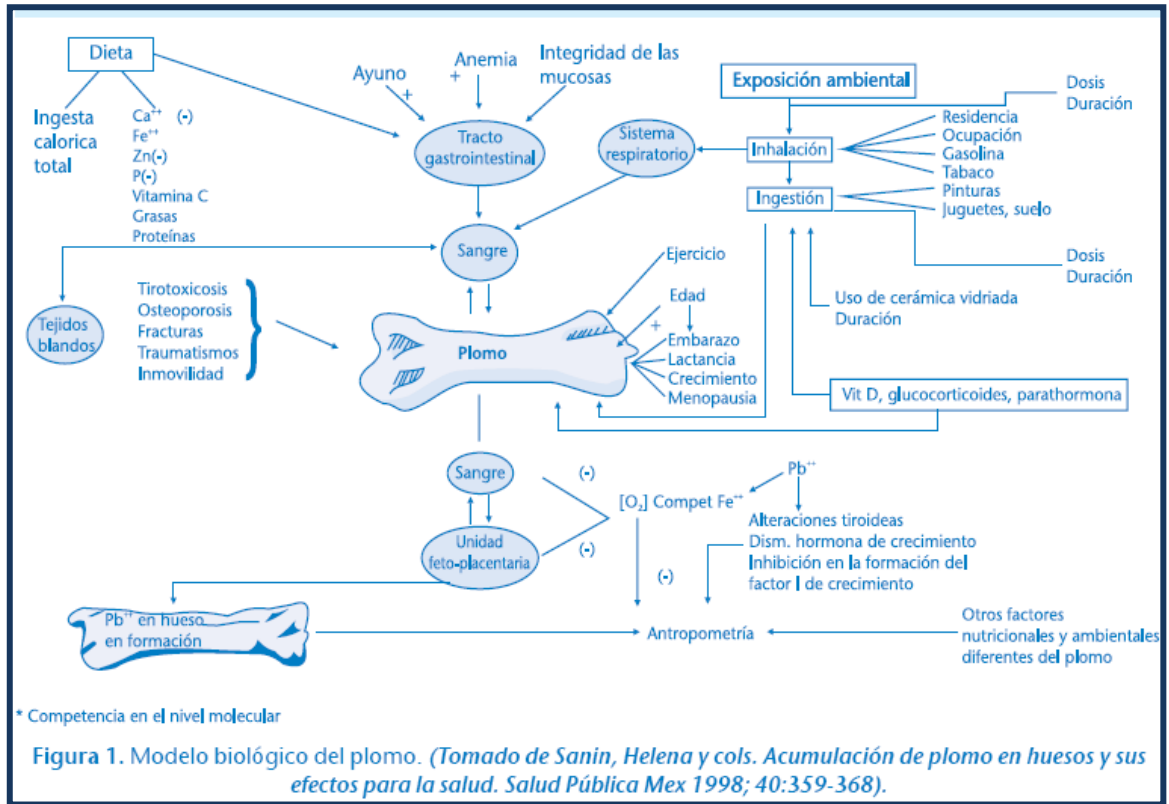 Dieta
Ingesta
calorica
total
Ca⁺⁺ (-)
Fe⁺⁺
Zn(-)
P(-)
Vitamina C
Grasas
Proteínas
Ayuno
+
Anemia
+
Integridad de las
mucosas
Tracto
gastrointestinal
Sistema
respiratorio
Exposición ambiental
Inhalación
Ingestión
Dosis
Duración
Residencia
Ocupación
Gasolina
Tabaco
Pinturas
Juguetes, suelo
Dosis
Duración
Uso de cerámica vidriada
Duración
Sangre
Tejidos
blandos
Tirotoxicosis
Osteoporosis
Fracturas
Traumatismos
Inmovilidad
Plomo
Ejercicio
Edad
+
Embarazo
Lactancia
Crecimiento
Menopausia
Vit D, glucocorticoides, parathormona
Sangre
(-)
Unidad
feto-placentaria
(-)
[O₂] Compet Fe⁺⁺
Pb⁺⁺
Alteraciones tiroideas
Dism. hormona de crecimiento
Inhibición en la formación del
factor I de crecimiento
(-)
Pb⁺⁺ en hueso
en formación
Antropometría
Otros factores
nutricionales y ambientales
diferentes del plomo
* Competencia en el nivel molecular
Figura 1. Modelo biológico del plomo. (Tomado de Sanin, Helena y cols. Acumulación de plomo en huesos y sus
efectos para la salud. Salud Pública Mex 1998; 40:359-368).